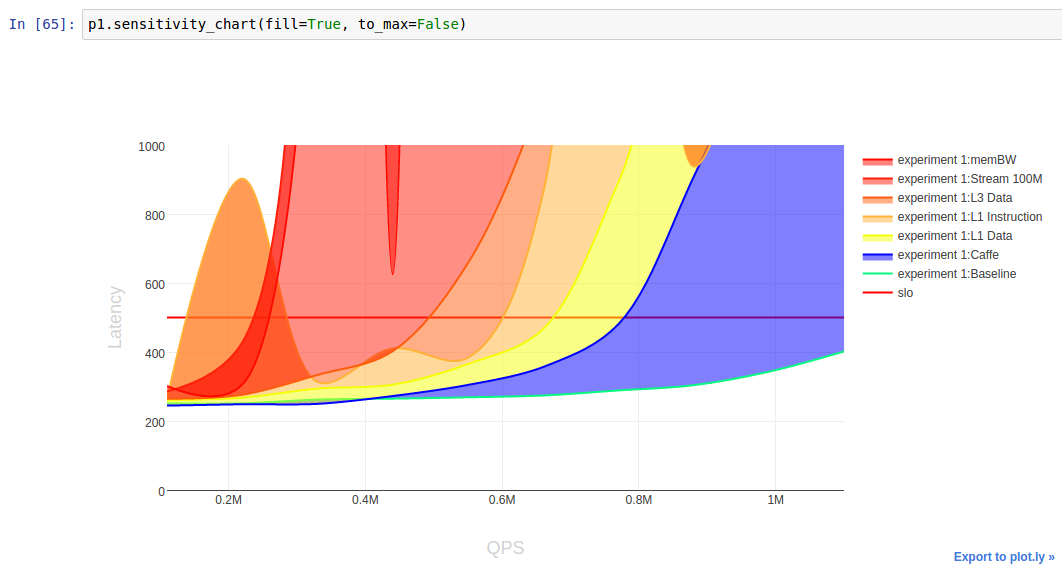 In [65]: p1.sensitivity_chart(fill=True, to_max=False)
1000
800
600
400
200
0
Latency
0.2M 0.4M 0.6M 0.8M 1M
QPS
experiment 1:memBW
experiment 1:Stream 100M
experiment 1:L3 Data
experiment 1:L1 Instruction
experiment 1:L1 Data
experiment 1:Caffe
experiment 1:Baseline
slo
Export to plot.ly »